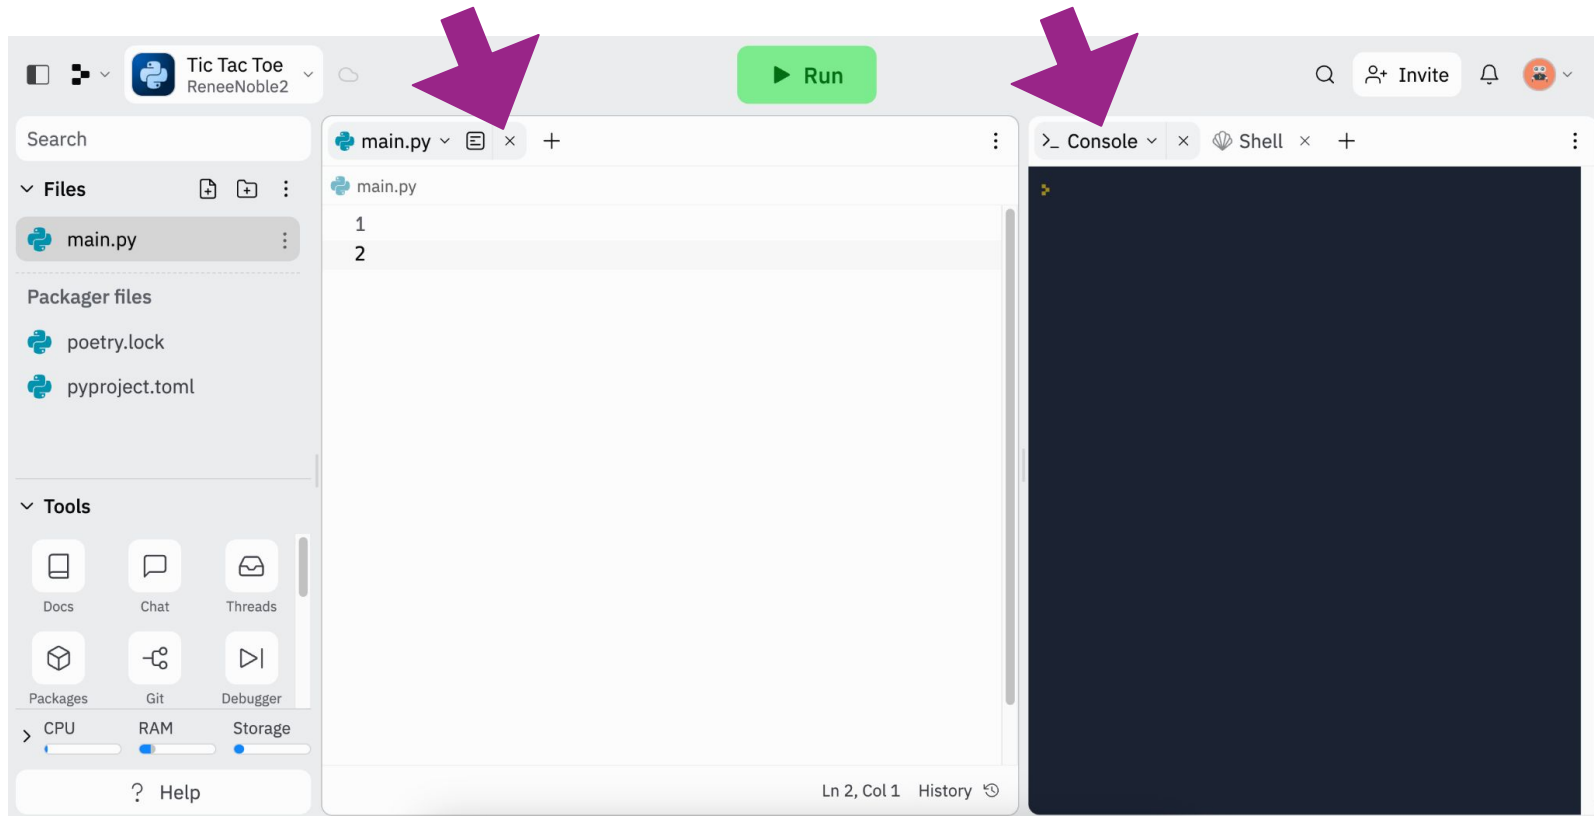 Tic Tac Toe
ReneeNoble2
Run
Invite
Search
Files
main.py
Packager files
poetry.lock
pyproject.toml
Tools
Docs
Chat
Threads
Packages
Git
Debugger
CPU
RAM
Storage
? Help
main.py
main.py
1
2
Ln 2, Col 1
History
>_ Console
Shell